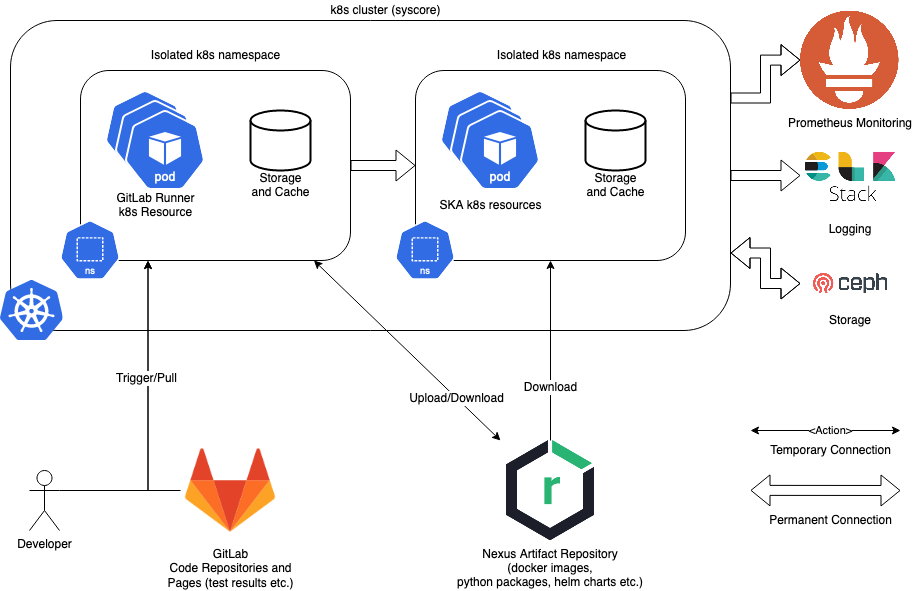 k8s cluster (syscore)
Isolated k8s namespace
Isolated k8s namespace
pod
GitLab Runner
k8s Resource
Storage
and Cache
pod
SKA k8s resources
Storage
and Cache
ns
ns
Prometheus Monitoring
ELK
Stack
Logging
ceph
Storage
Trigger/Pull
Upload/Download
Download
<Action>
Temporary Connection
Permanent Connection
Developer
GitLab
Code Repositories and
Pages (test results etc.)
r
Nexus Artifact Repository
(docker images,
python packages, helm charts etc.)